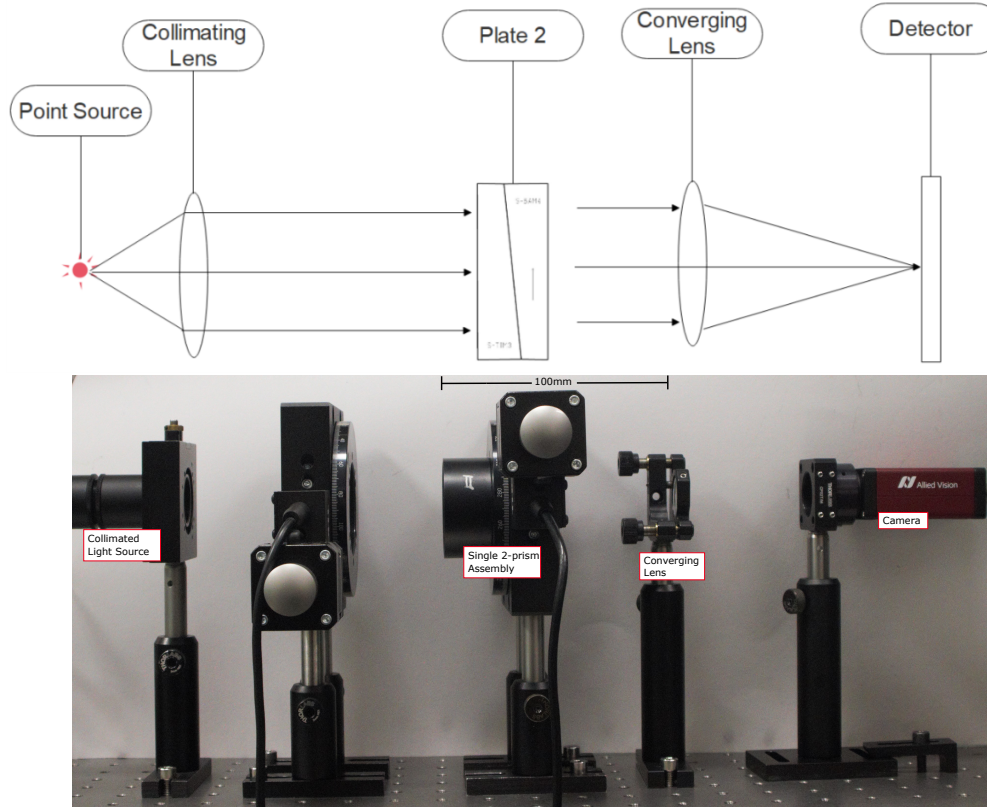 Collimating
Lens
Plate 2
Converging
Lens
Detector
Point Source
S-BAM4
S-TIM3
100mm
Allied Vision
Collimated
Light Source
Single 2-prism
Assembly
Converging
Lens
Camera